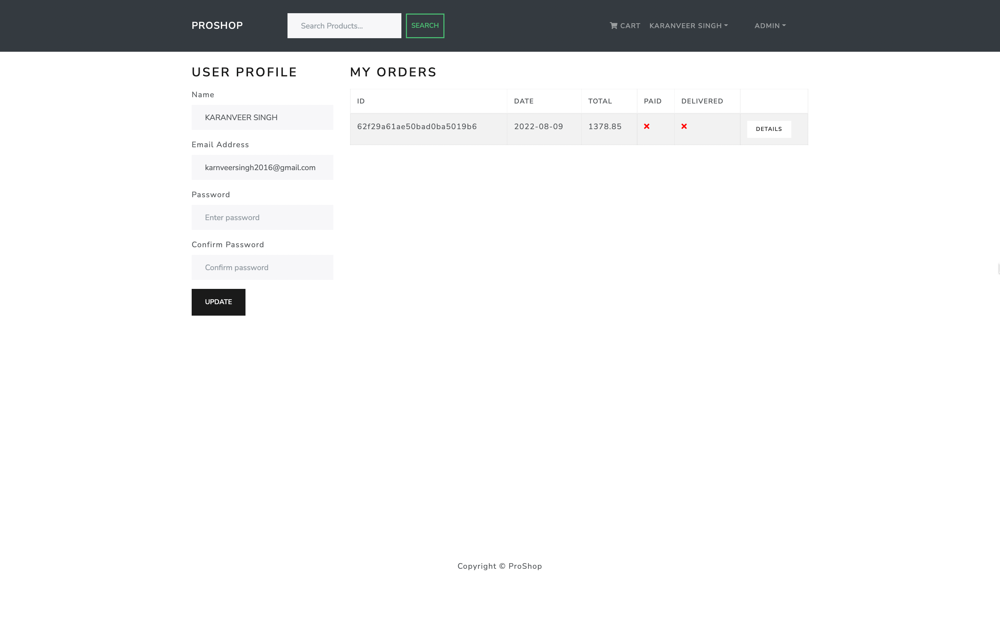 PROSHOP
Search Products...
SEARCH
CART
KARANVEER SINGH
ADMIN
USER PROFILE
Name
KARANVEER SINGH
Email Address
karnveersingh2016@gmail.com
Password
Enter password
Confirm Password
Confirm password
UPDATE
MY ORDERS
ID DATE TOTAL PAID DELIVERED
62f29a61ae50bad0ba5019b6 2022-08-09 1378.85 DETAILS
Copyright © ProShop